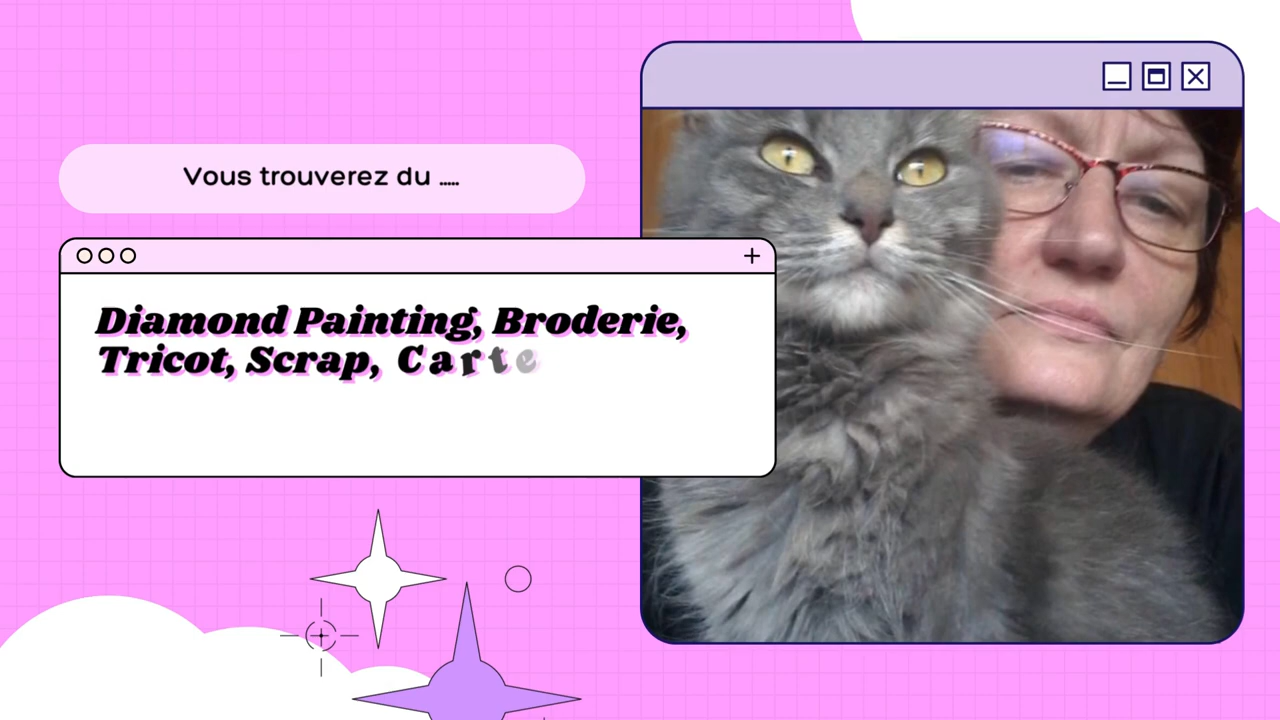 Vous trouverez du .....
Diamond Painting, Broderie,
Tricot, Scrap, Carte